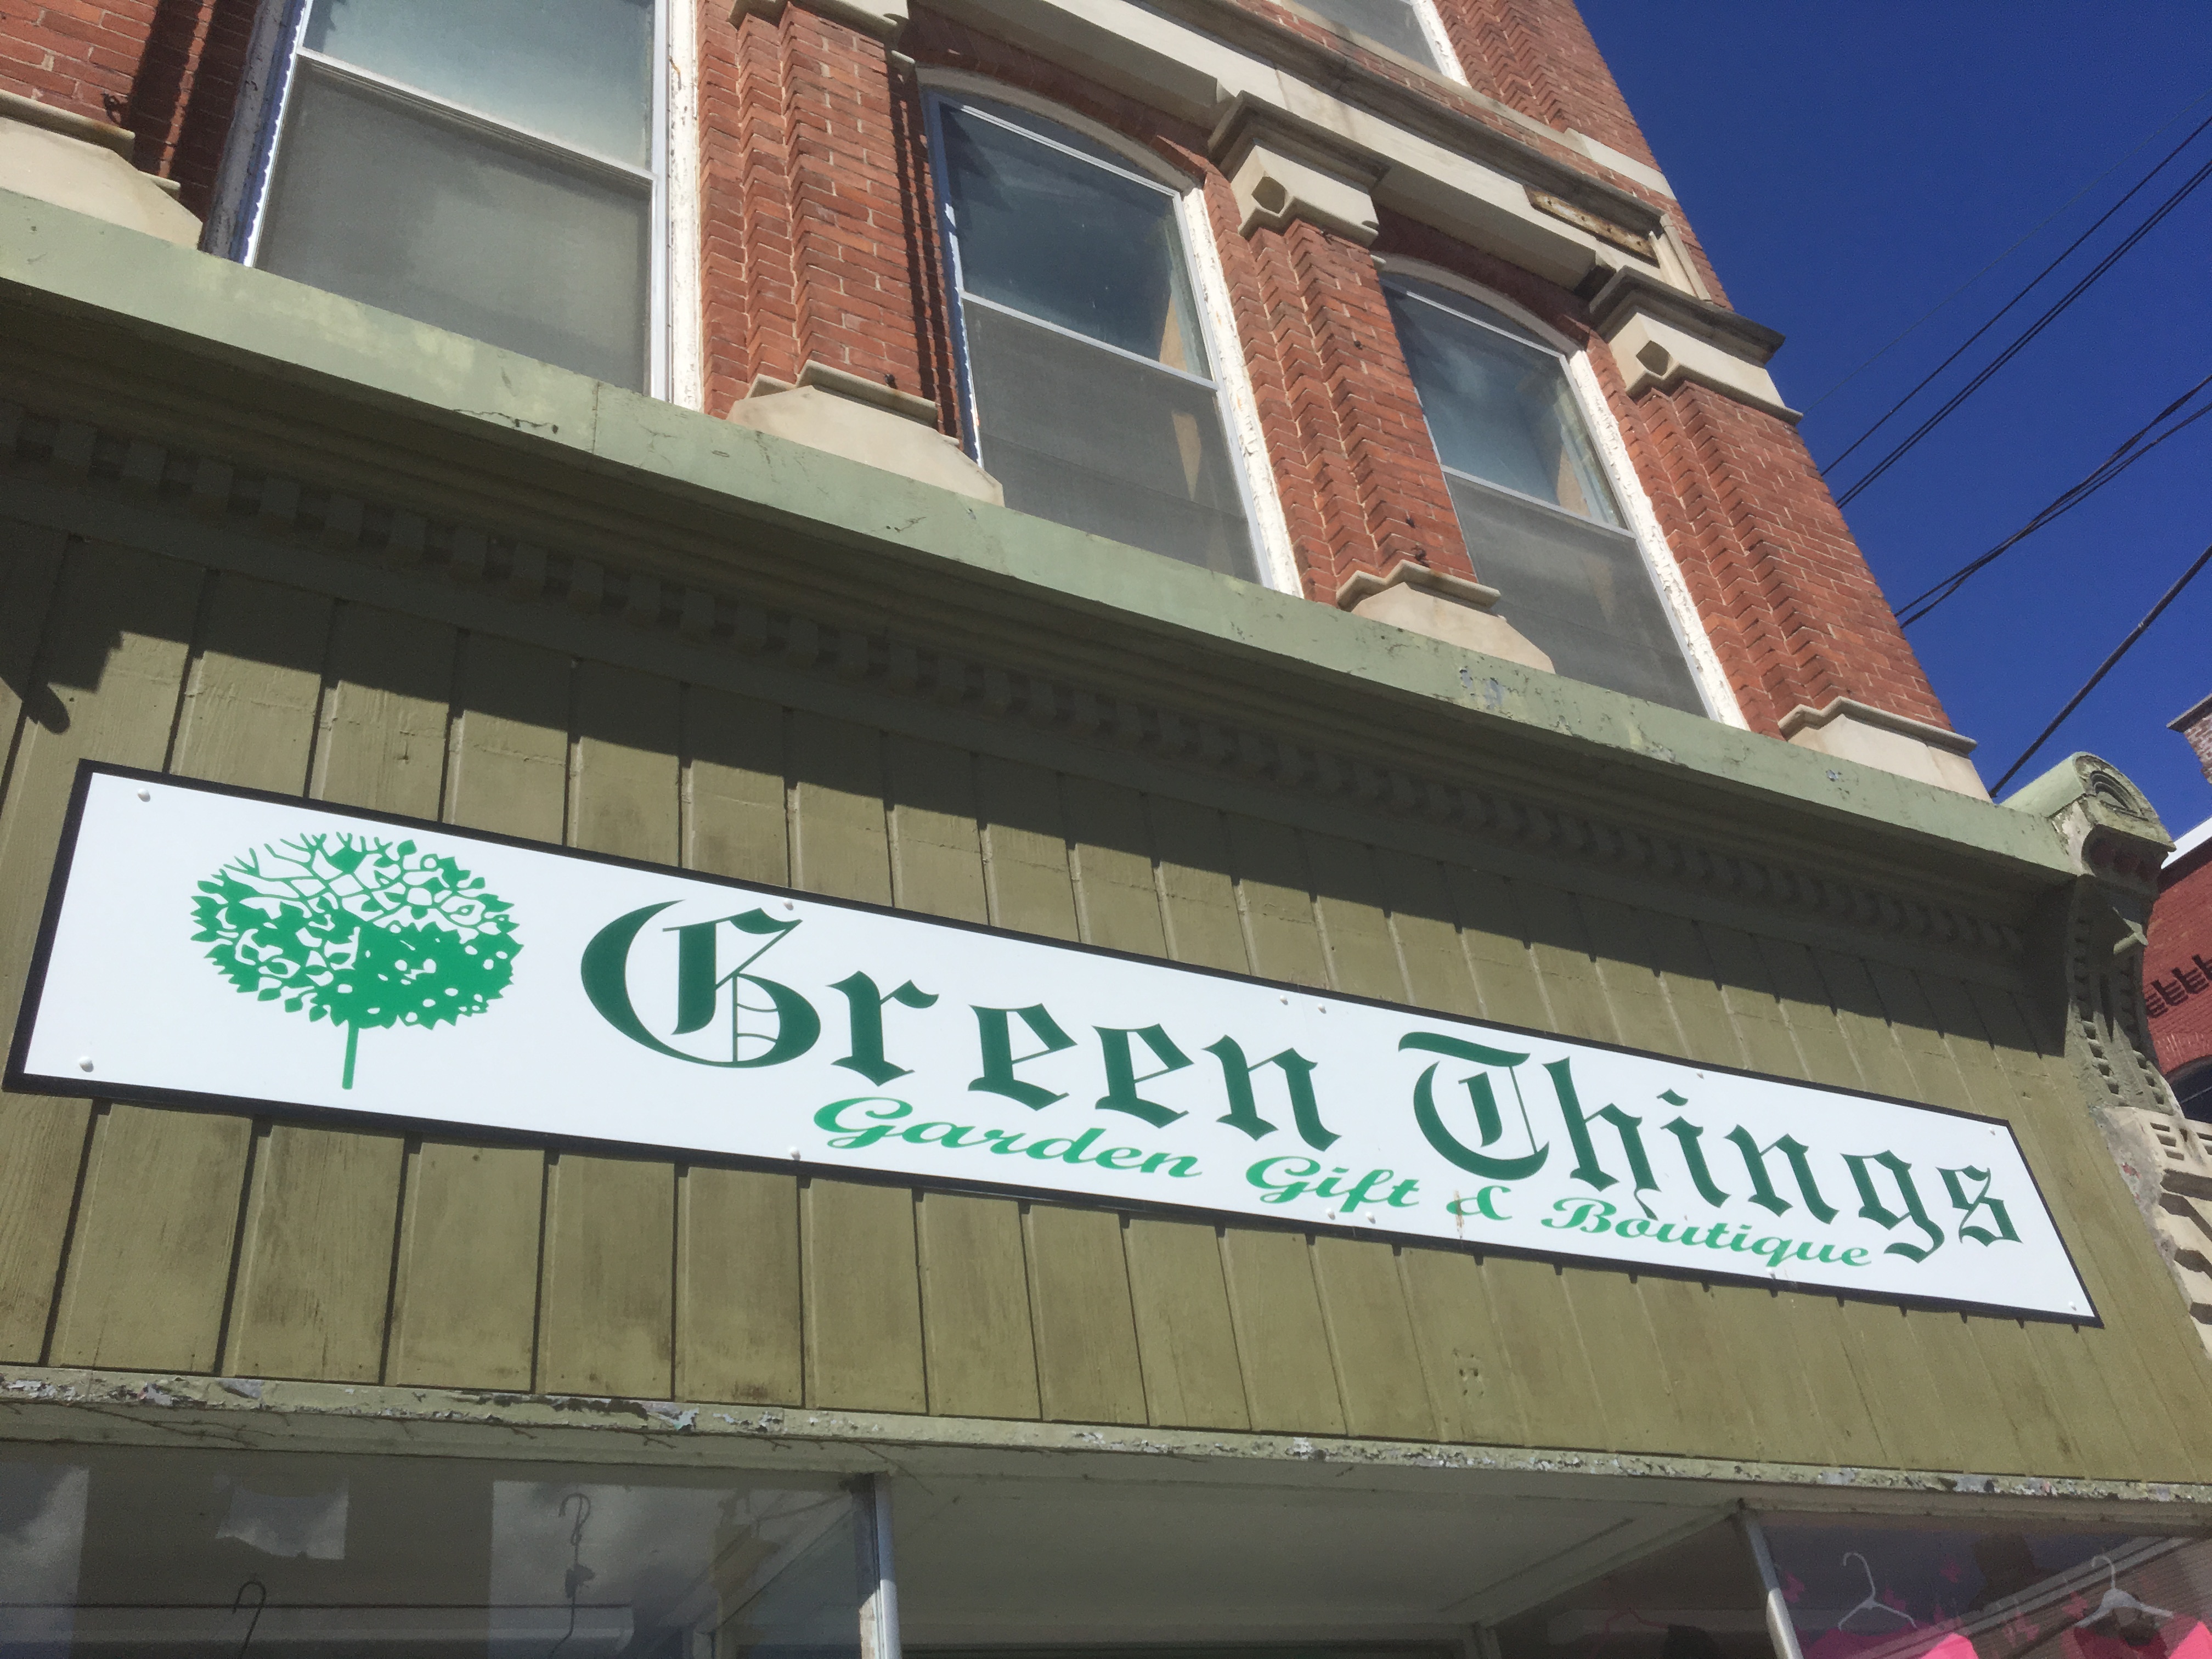 Green Things
Garden Gift & Boutique